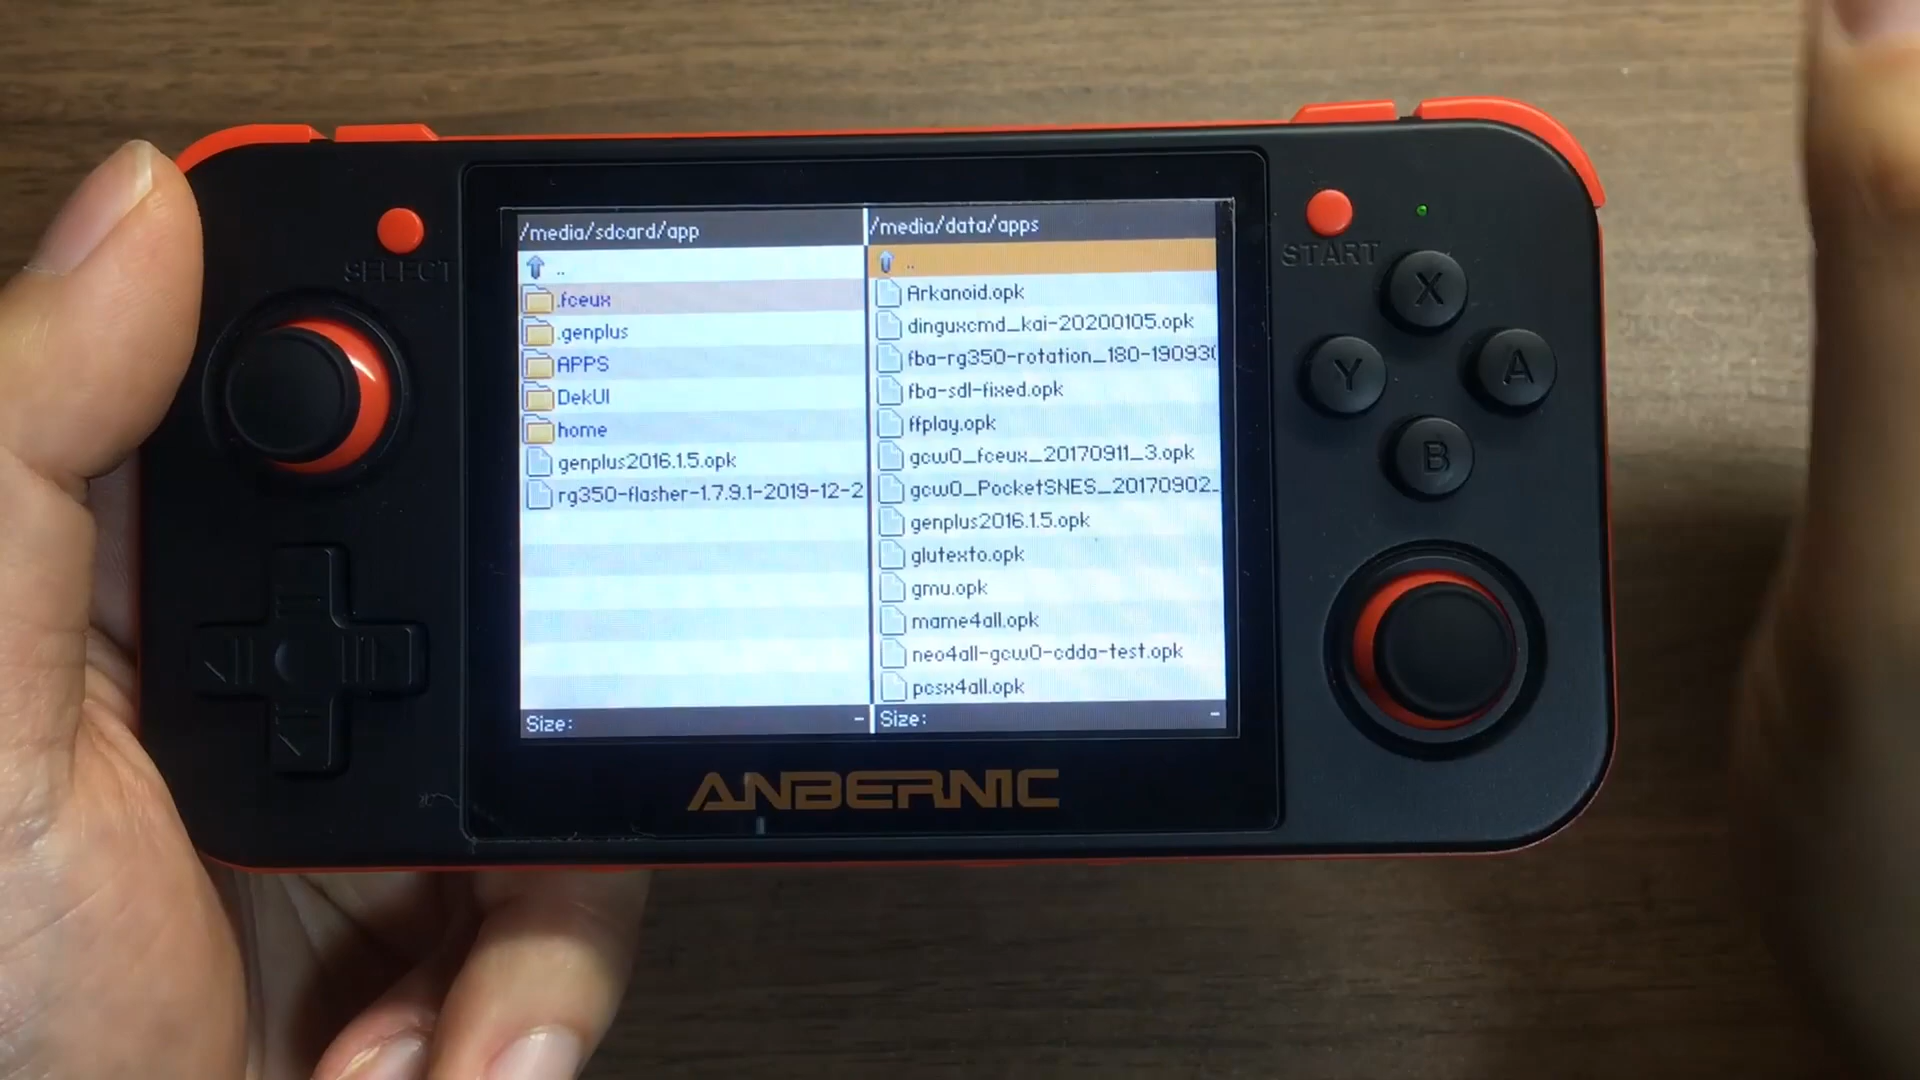 /media/sdcard/app
..
.fceux
.genplus
APPS
DekUI
home
genplus2016.1.5.opk
rg350-flasher-1.7.9.1-2019-12-2
Size: -
/media/data/apps
..
Arkanoid.opk
dinguxcmd_kai-20200105.opk
fba-rg350-rotation_180-190930
fba-sdl-fixed.opk
ffplay.opk
gcw0_fceux_20170911_3.opk
gcw0_PocketSNES_20170902_
genplus2016.1.5.opk
glutexto.opk
gmu.opk
mame4all.opk
neo4all-gcw0-cdda-test.opk
pcsx4all.opk
Size: -
SELECT
START
X
Y
A
B
ANBERNIC